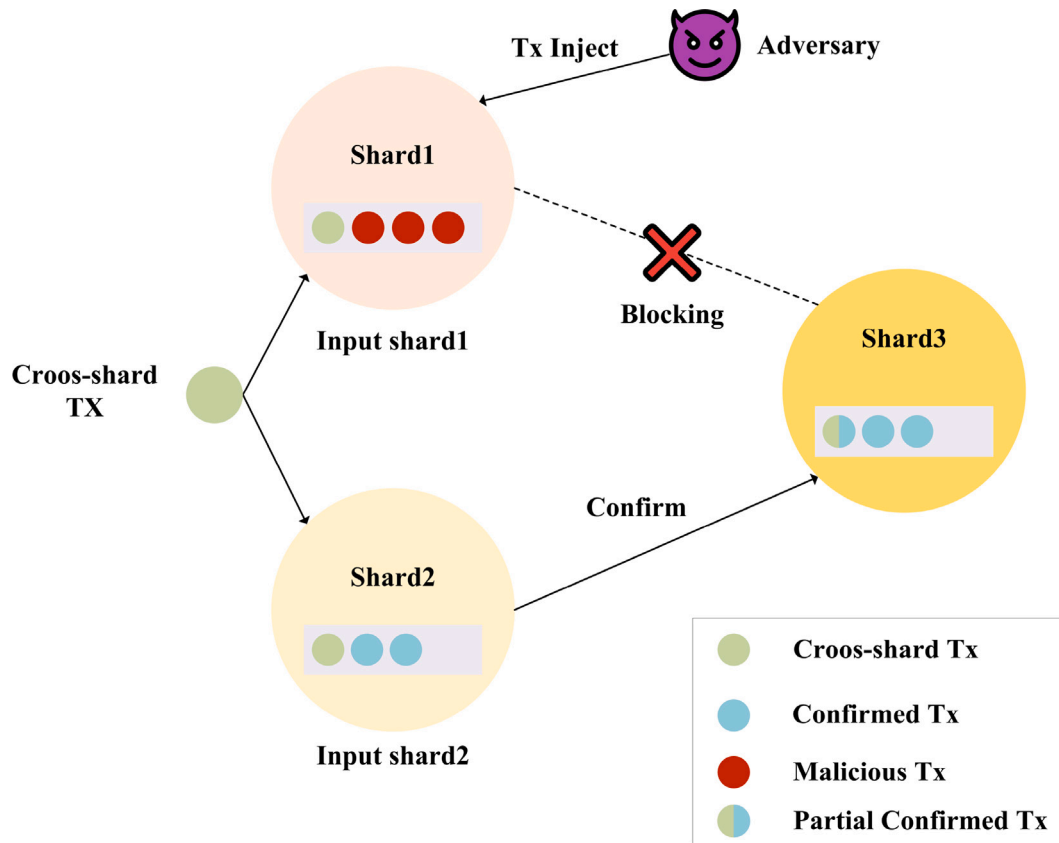 Tx Inject
Adversary
Shard1
Input shard1
Blocking
Shard3
Croos-shard
TX
Confirm
Shard2
Input shard2
Croos-shard Tx
Confirmed Tx
Malicious Tx
Partial Confirmed Tx